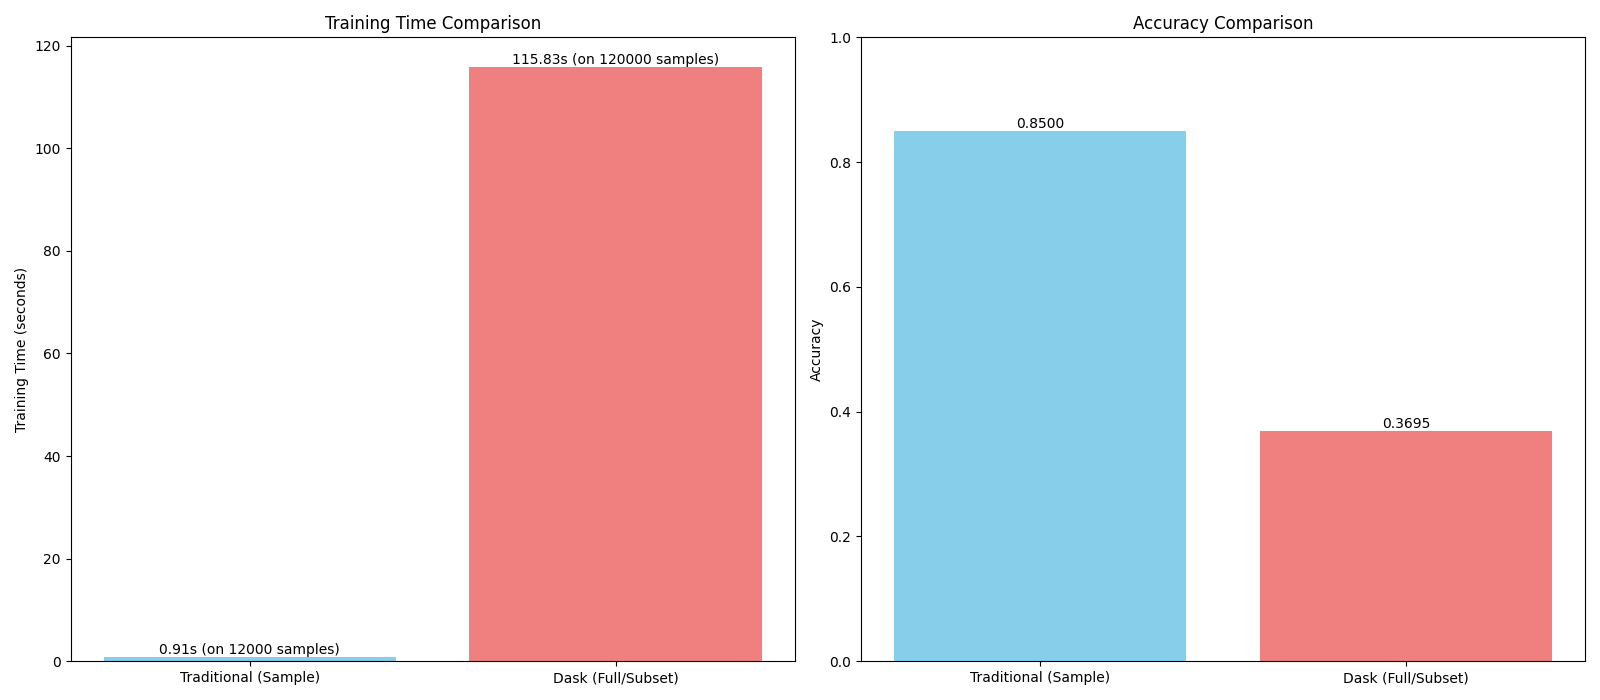 Training Time Comparison
Training Time (seconds)
120
100
80
60
40
20
0
115.83s (on 120000 samples)
0.91s (on 12000 samples)
Traditional (Sample)
Dask (Full/Subset)
Accuracy Comparison
Accuracy
1.0
0.8
0.6
0.4
0.2
0.0
0.8500
0.3695
Traditional (Sample)
Dask (Full/Subset)